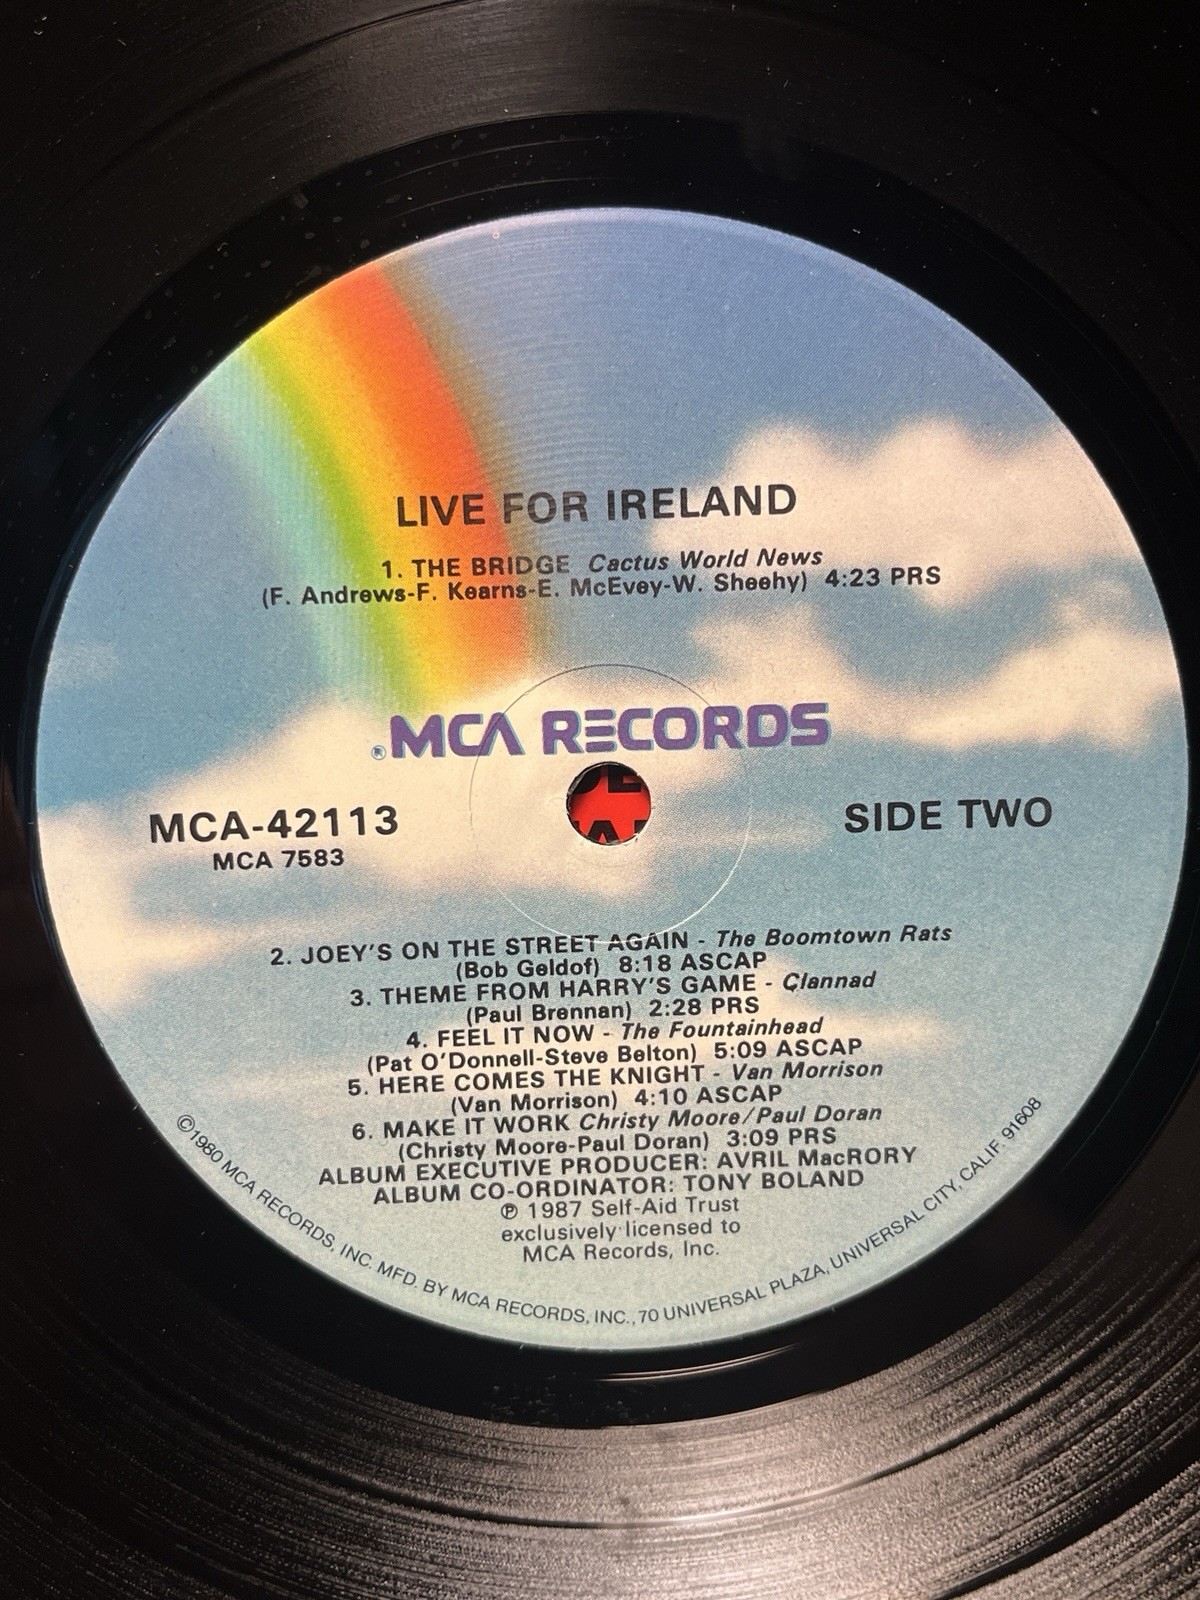 LIVE FOR IRELAND
1. THE BRIDGE Cactus World News
(F. Andrews-F. Kearns-E. McEvey-W. Sheehy) 4:23 PRS
®MCA RECORDS
MCA-42113
MCA 7583
SIDE TWO
2. JOEY'S ON THE STREET AGAIN - The Boomtown Rats
(Bob Geldof) 8:18 ASCAP
3. THEME FROM HARRY'S GAME - Clannad
(Paul Brennan) 2:28 PRS
4. FEEL IT NOW - The Fountainhead
(Pat O'Donnell-Steve Belton) 5:09 ASCAP
5. HERE COMES THE KNIGHT - Van Morrison
(Van Morrison) 4:10 ASCAP
6. MAKE IT WORK Christy Moore/Paul Doran
(Christy Moore-Paul Doran) 3:09 PRS
ALBUM EXECUTIVE PRODUCER: AVRIL MacRORY
ALBUM CO-ORDINATOR: TONY BOLAND
℗ 1987 Self-Aid Trust
exclusively licensed to
MCA Records, Inc.
©1980 MCA RECORDS, INC. MFD. BY MCA RECORDS, INC., 70 UNIVERSAL PLAZA, UNIVERSAL CITY, CALIF. 91608